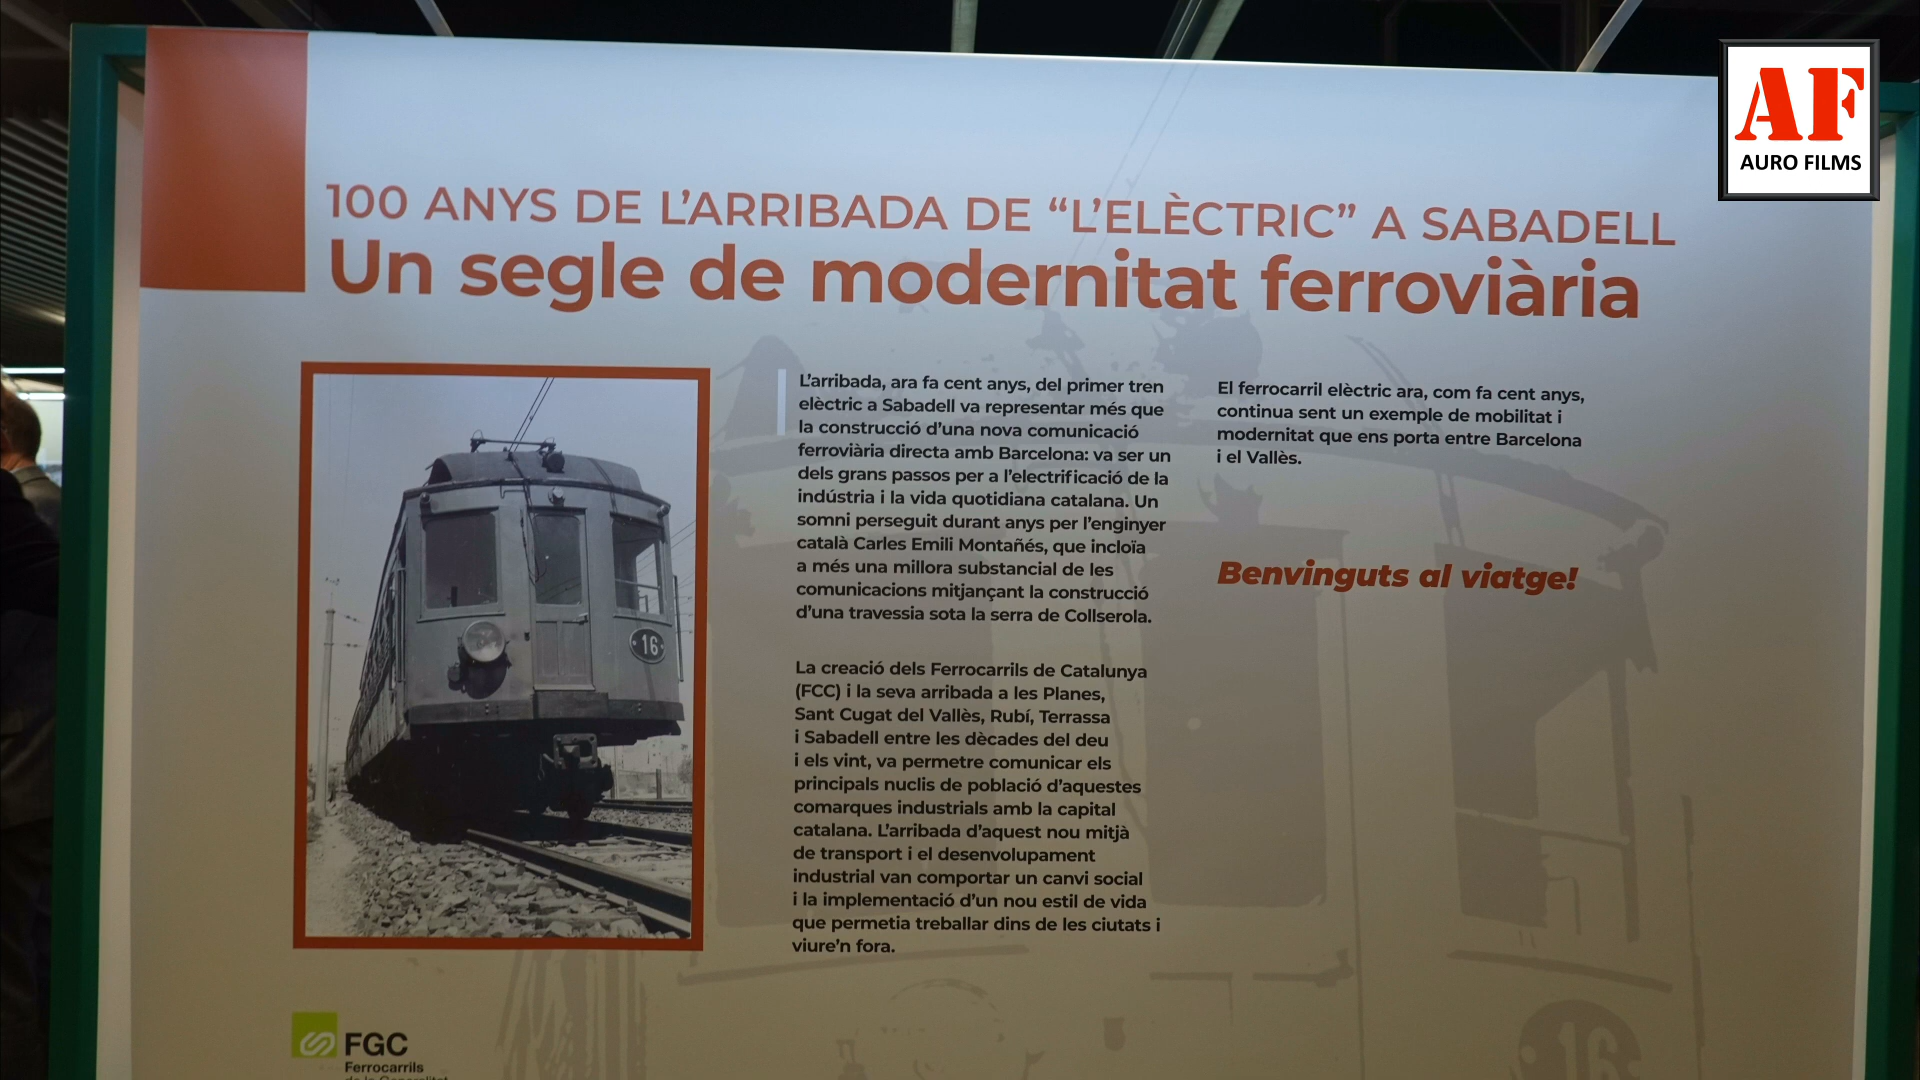 AF
AURO FILMS
100 ANYS DE L’ARRIBADA DE “L’ELÈCTRIC” A SABADELL
Un segle de modernitat ferroviària
16
L’arribada, ara fa cent anys, del primer tren
elèctric a Sabadell va representar més que
la construcció d’una nova comunicació
ferroviària directa amb Barcelona: va ser un
dels grans passos per a l’electrificació de la
indústria i la vida quotidiana catalana. Un
somni perseguit durant anys per l’enginyer
català Carles Emili Montañés, que incloïa
a més una millora substancial de les
comunicacions mitjançant la construcció
d’una travessia sota la serra de Collserola.
La creació dels Ferrocarrils de Catalunya
(FCC) i la seva arribada a les Planes,
Sant Cugat del Vallès, Rubí, Terrassa
i Sabadell entre les dècades del deu
i els vint, va permetre comunicar els
principals nuclis de població d’aquestes
comarques industrials amb la capital
catalana. L’arribada d’aquest nou mitjà
de transport i el desenvolupament
industrial van comportar un canvi social
i la implementació d’un nou estil de vida
que permetia treballar dins de les ciutats i
viure’n fora.
El ferrocarril elèctric ara, com fa cent anys,
continua sent un exemple de mobilitat i
modernitat que ens porta entre Barcelona
i el Vallès.
Benvinguts al viatge!
16
FGC
Ferrocarrils
de la Generalitat